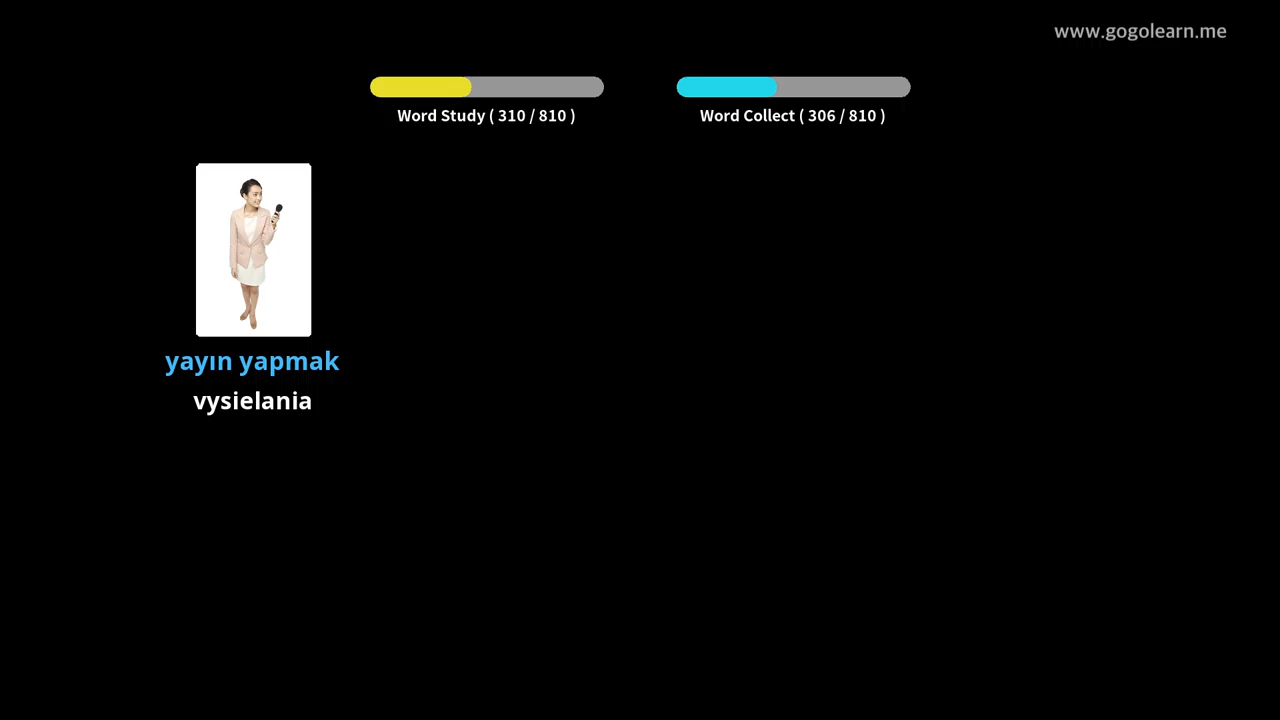 www.gogolearn.me
Word Study ( 310 / 810 )
Word Collect ( 306 / 810 )
yayın yapmak
vysielania